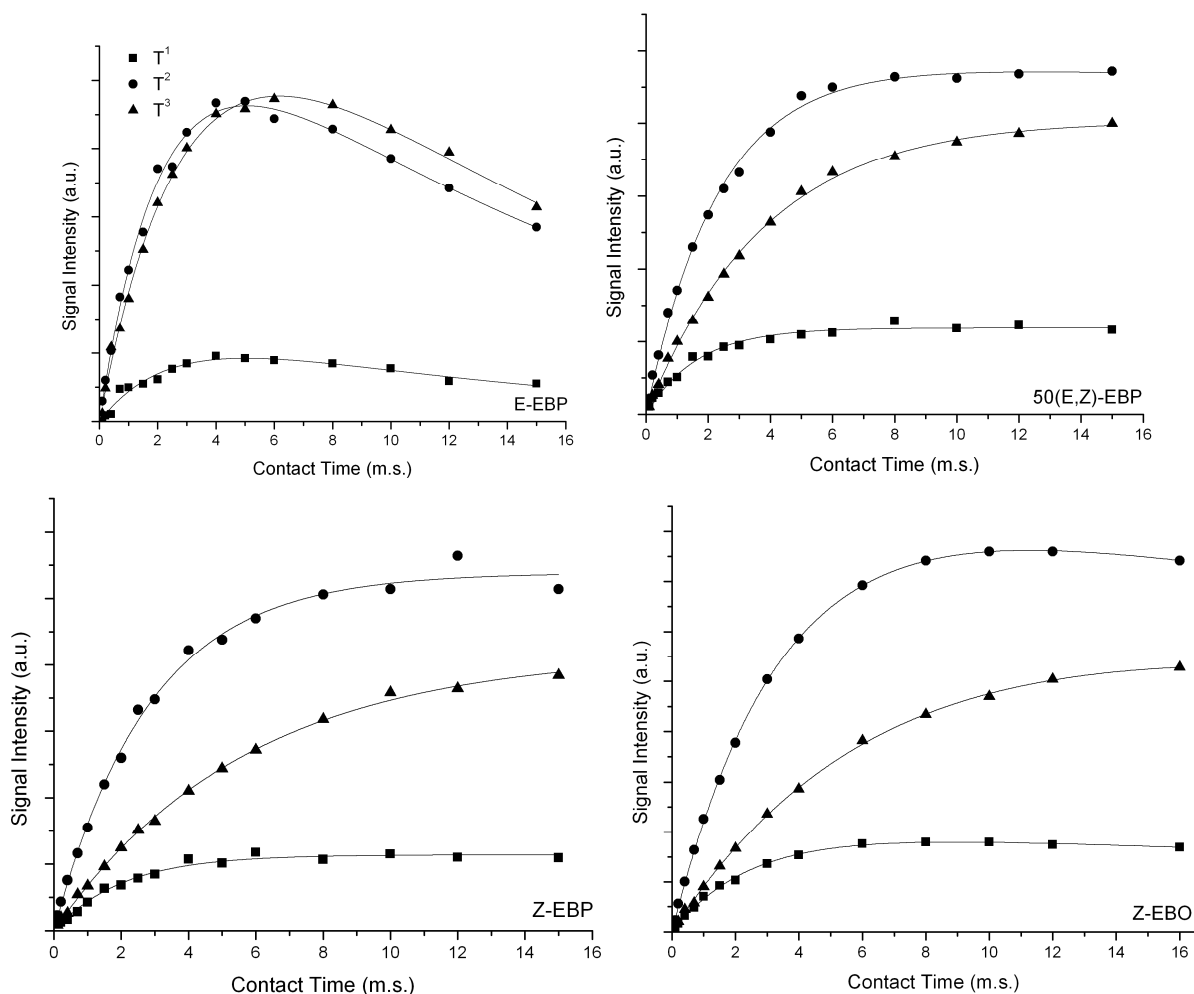 T¹
T²
T³
Signal Intensity (a.u.)
E-EBP
0 2 4 6 8 10 12 14 16
Contact Time (m.s.)
Signal Intensity (a.u.)
50(E,Z)-EBP
0 2 4 6 8 10 12 14 16
Contact Time (m.s.)
Signal Intensity (a.u.)
Z-EBP
0 2 4 6 8 10 12 14 16
Contact Time (m.s.)
Signal Intensity (a.u.)
Z-EBO
0 2 4 6 8 10 12 14 16
Contact Time (m.s.)